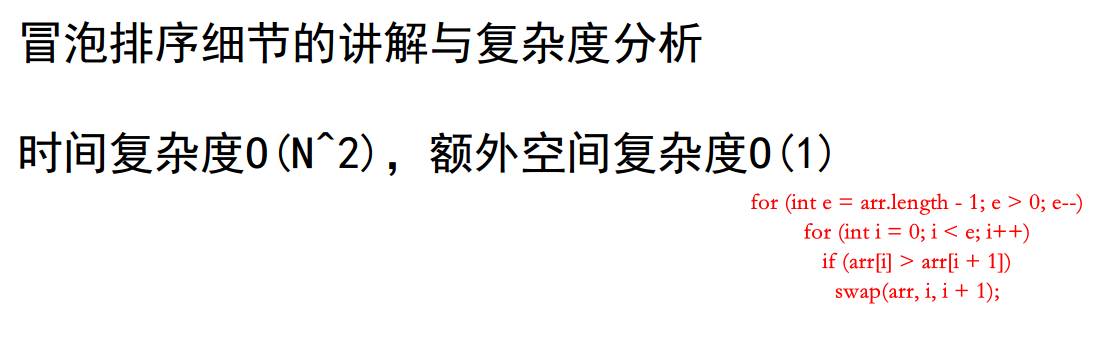 冒泡排序细节的讲解与复杂度分析
时间复杂度O(N^2)，额外空间复杂度O(1)
for (int e = arr.length - 1; e > 0; e--)
for (int i = 0; i < e; i++)
if (arr[i] > arr[i + 1])
swap(arr, i, i + 1);